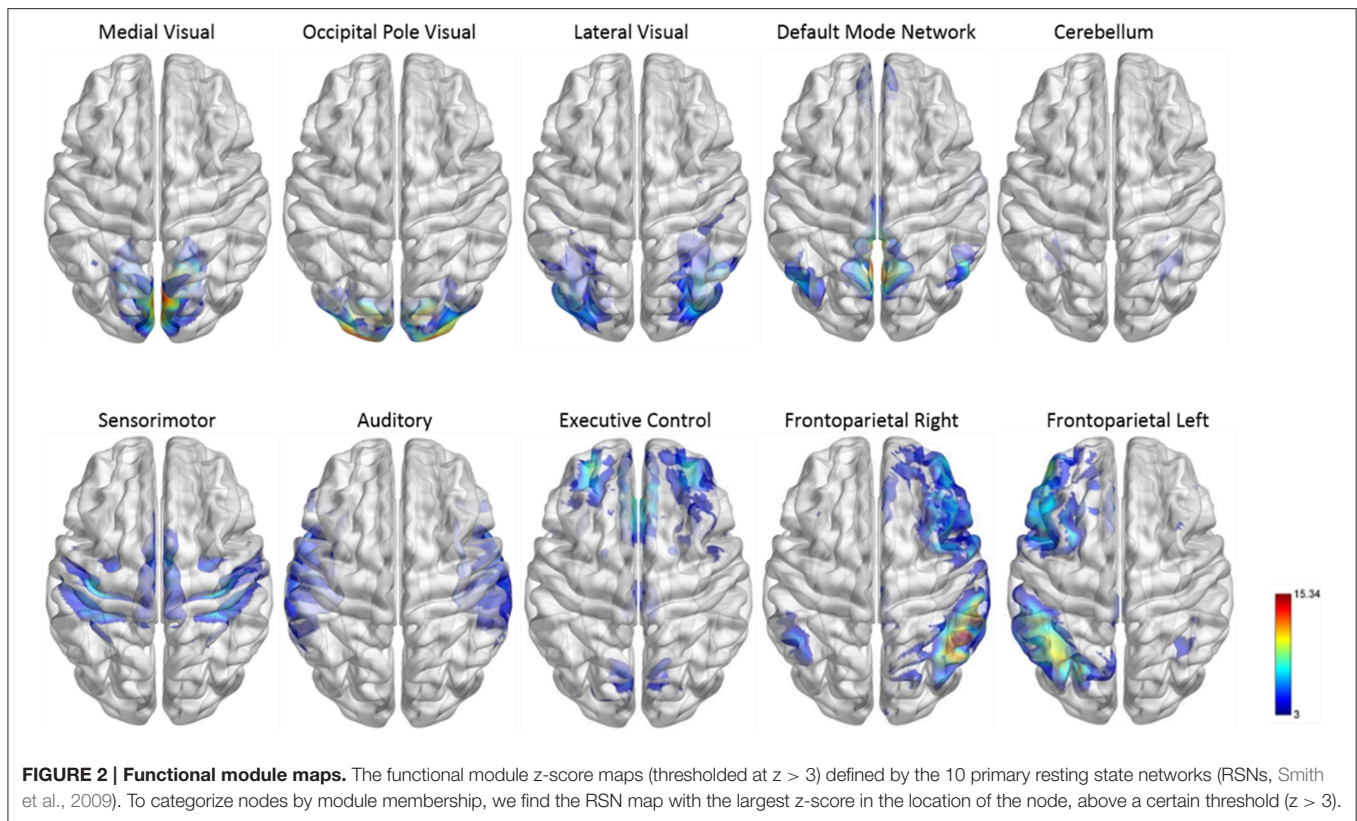 Medial Visual
Occipital Pole Visual
Lateral Visual
Default Mode Network
Cerebellum
Sensorimotor
Auditory
Executive Control
Frontoparietal Right
Frontoparietal Left
15.34
3
FIGURE 2 | Functional module maps. The functional module z-score maps (thresholded at z > 3) defined by the 10 primary resting state networks (RSNs, Smith
et al., 2009). To categorize nodes by module membership, we find the RSN map with the largest z-score in the location of the node, above a certain threshold (z > 3).